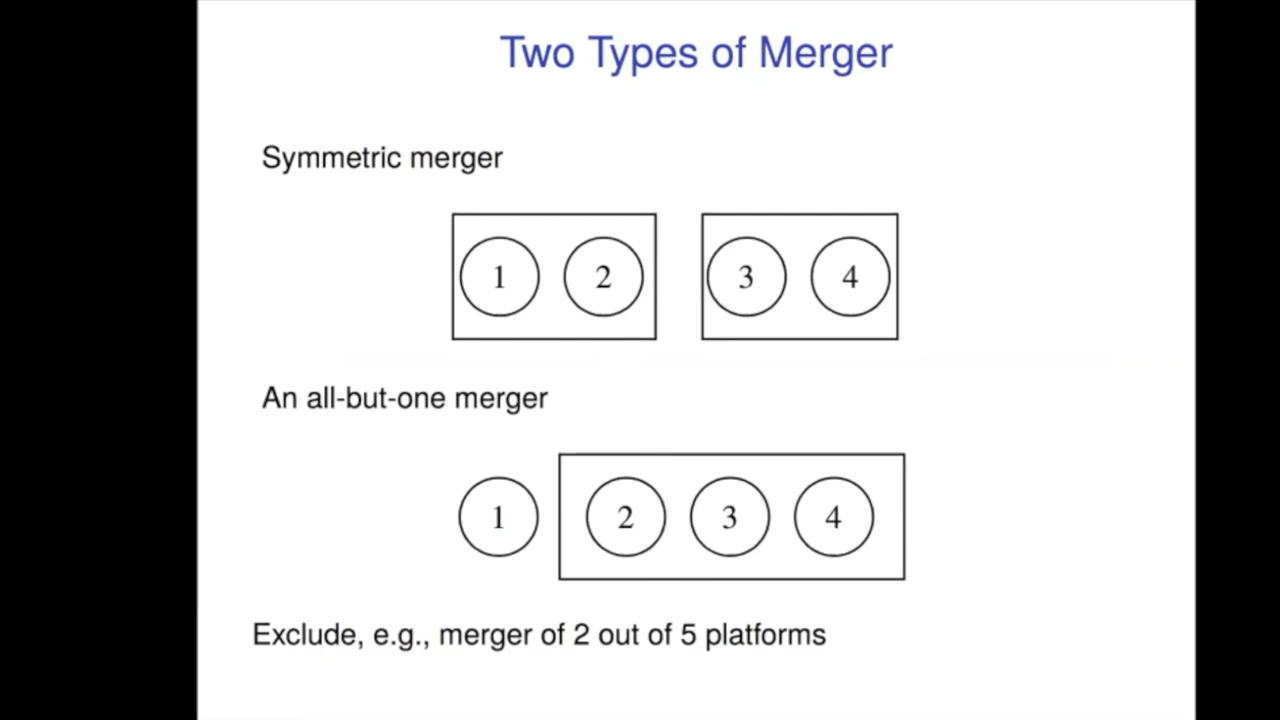 Two Types of Merger
Symmetric merger
1 2 3 4
An all-but-one merger
1 2 3 4
Exclude, e.g., merger of 2 out of 5 platforms